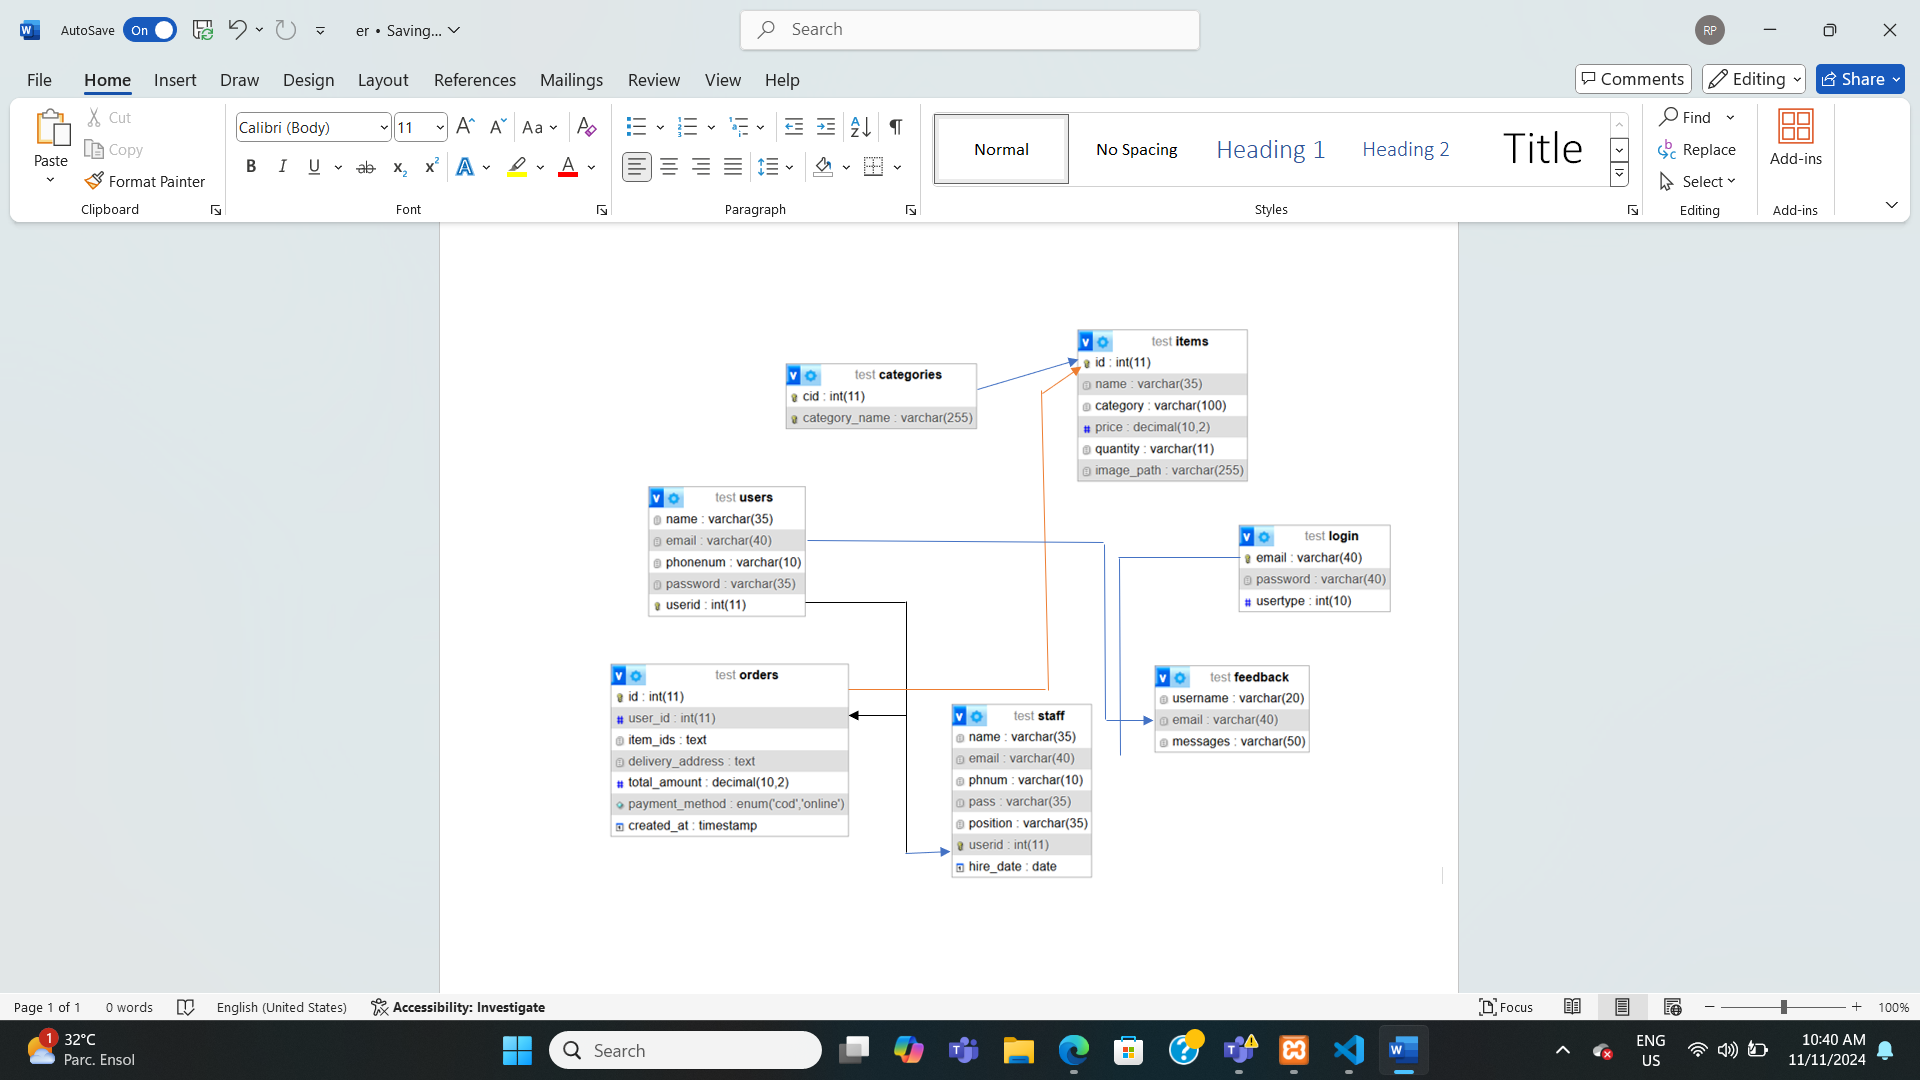 AutoSave On er • Saving... Search RP
File Home Insert Draw Design Layout References Mailings Review View Help Comments Editing Share
Paste Cut Copy Format Painter
Calibri (Body) 11
Normal No Spacing Heading 1 Heading 2 Title
Find Replace Select
Add-ins
Clipboard Font Paragraph Styles Editing Add-ins
test categories
cid : int(11)
category_name : varchar(255)
test items
id : int(11)
name : varchar(35)
category : varchar(100)
price : decimal(10,2)
quantity : varchar(11)
image_path : varchar(255)
test users
name : varchar(35)
email : varchar(40)
phonenum : varchar(10)
password : varchar(35)
userid : int(11)
test login
email : varchar(40)
password : varchar(40)
usertype : int(10)
test orders
id : int(11)
user_id : int(11)
item_ids : text
delivery_address : text
total_amount : decimal(10,2)
payment_method : enum('cod','online')
created_at : timestamp
test staff
name : varchar(35)
email : varchar(40)
phnum : varchar(10)
pass : varchar(35)
position : varchar(35)
userid : int(11)
hire_date : date
test feedback
username : varchar(20)
email : varchar(40)
messages : varchar(50)
Page 1 of 1 0 words English (United States) Accessibility: Investigate Focus 100%
1 32°C
Parc. Ensol
Search
ENG
US
10:40 AM
11/11/2024